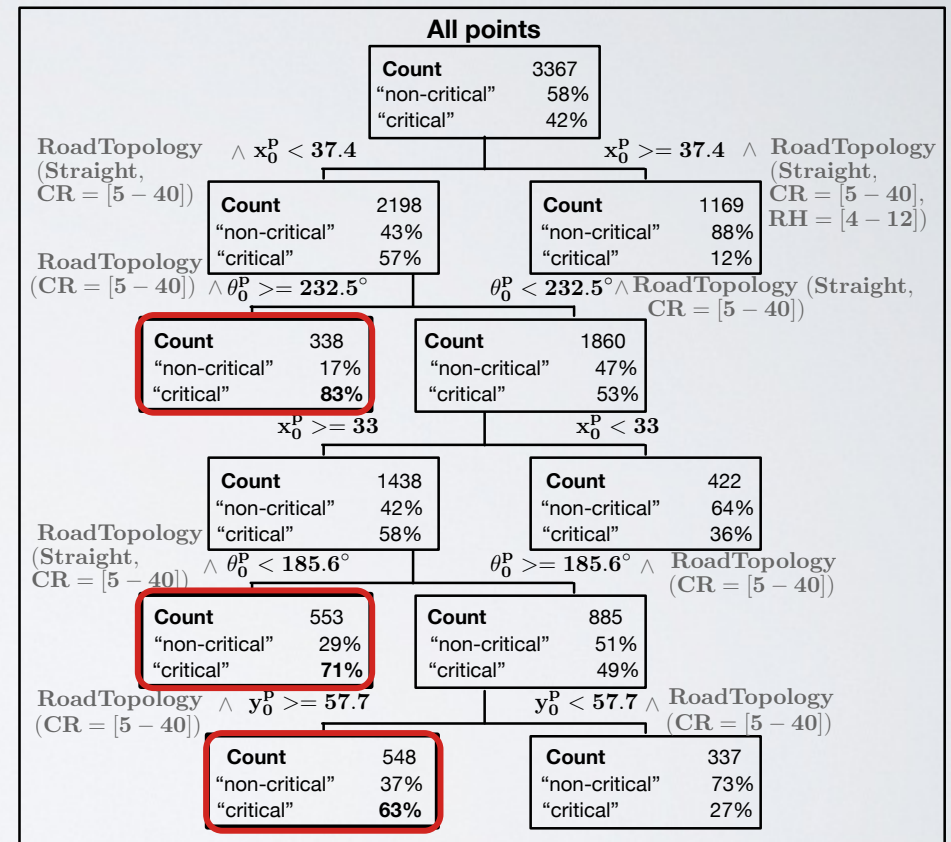 All points
Count 3367
“non-critical” 58%
“critical” 42%
RoadTopology ∧ x₀ᴾ < 37.4
(Straight,
CR = [5 − 40])
x₀ᴾ >= 37.4 ∧ RoadTopology
(Straight,
CR = [5 − 40],
RH = [4 − 12])
Count 2198
“non-critical” 43%
“critical” 57%
Count 1169
“non-critical” 88%
“critical” 12%
RoadTopology
(CR = [5 − 40]) ∧ θ₀ᴾ >= 232.5°
θ₀ᴾ < 232.5° ∧ RoadTopology (Straight,
CR = [5 − 40])
Count 338
“non-critical” 17%
“critical” 83%
Count 1860
“non-critical” 47%
“critical” 53%
x₀ᴾ >= 33
x₀ᴾ < 33
Count 1438
“non-critical” 42%
“critical” 58%
Count 422
“non-critical” 64%
“critical” 36%
RoadTopology
(Straight,
CR = [5 − 40]) ∧ θ₀ᴾ < 185.6°
θ₀ᴾ >= 185.6° ∧ RoadTopology
(CR = [5 − 40])
Count 553
“non-critical” 29%
“critical” 71%
Count 885
“non-critical” 51%
“critical” 49%
RoadTopology ∧ y₀ᴾ >= 57.7
(CR = [5 − 40])
y₀ᴾ < 57.7 ∧ RoadTopology
(CR = [5 − 40])
Count 548
“non-critical” 37%
“critical” 63%
Count 337
“non-critical” 73%
“critical” 27%